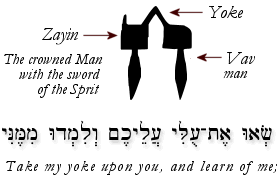 Yoke
Zayin
Vav
man
The crowned Man
with the sword
of the Sprit
שְׂאוּ אֶת־עֻלִּי עֲלֵיכֶם וְלִמְדוּ מִמֶּנִּי
Take my yoke upon you, and learn of me;